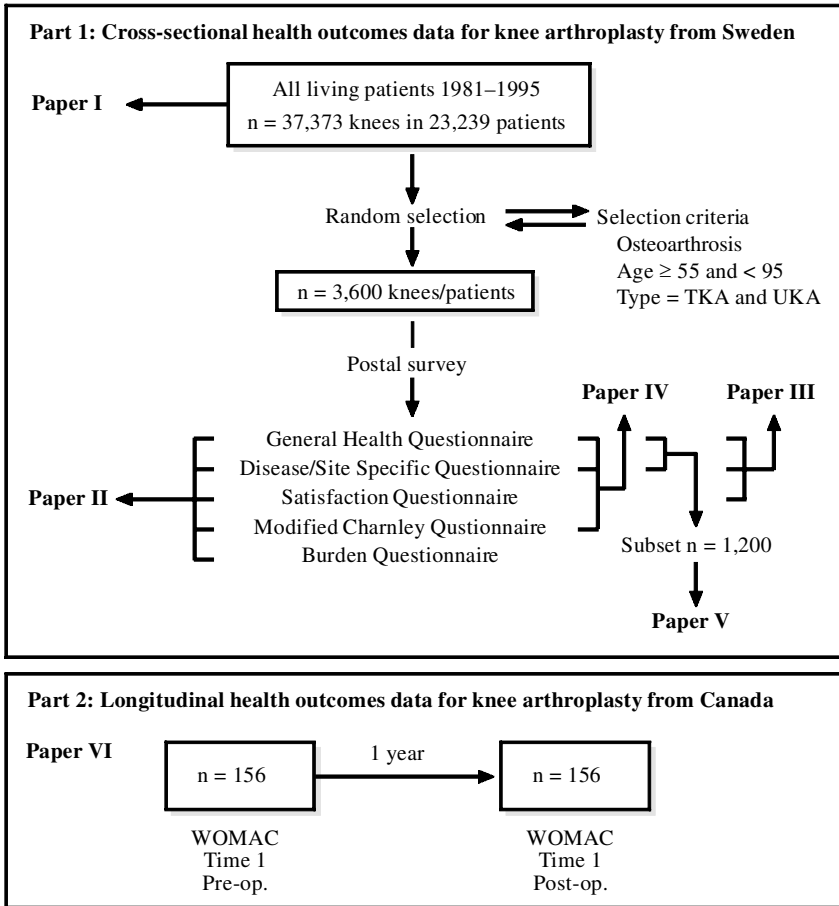 Part 1: Cross-sectional health outcomes data for knee arthroplasty from Sweden
Paper I
All living patients 1981–1995
n = 37,373 knees in 23,239 patients
Random selection
Selection criteria
Osteoarthrosis
Age ≥ 55 and < 95
Type = TKA and UKA
n = 3,600 knees/patients
Postal survey
Paper IV
Paper III
General Health Questionnaire
Disease/Site Specific Questionnaire
Paper II
Satisfaction Questionnaire
Modified Charnley Qustionnaire
Burden Questionnaire
Subset n = 1,200
Paper V
Part 2: Longitudinal health outcomes data for knee arthroplasty from Canada
Paper VI
n = 156
1 year
n = 156
WOMAC
Time 1
Pre-op.
WOMAC
Time 1
Post-op.